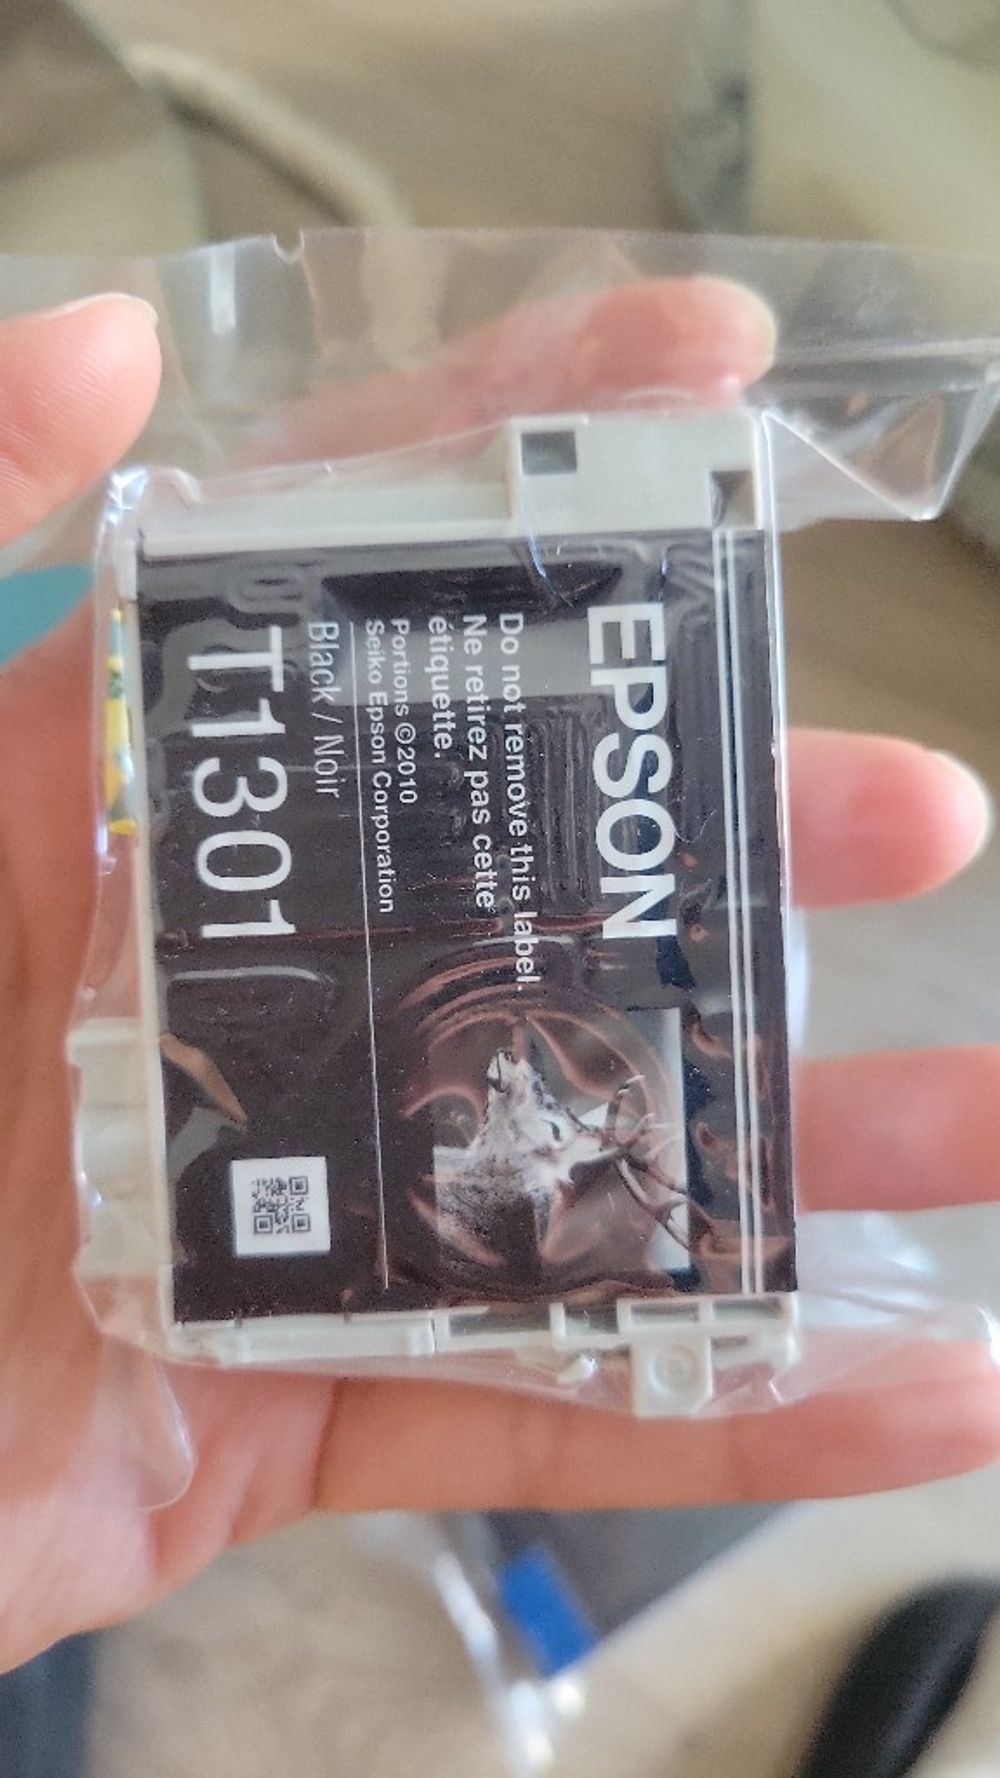 EPSON
Do not remove this label.
Ne retirez pas cette
étiquette.
Portions ©2010
Seiko Epson Corporation
Black / Noir
T1301